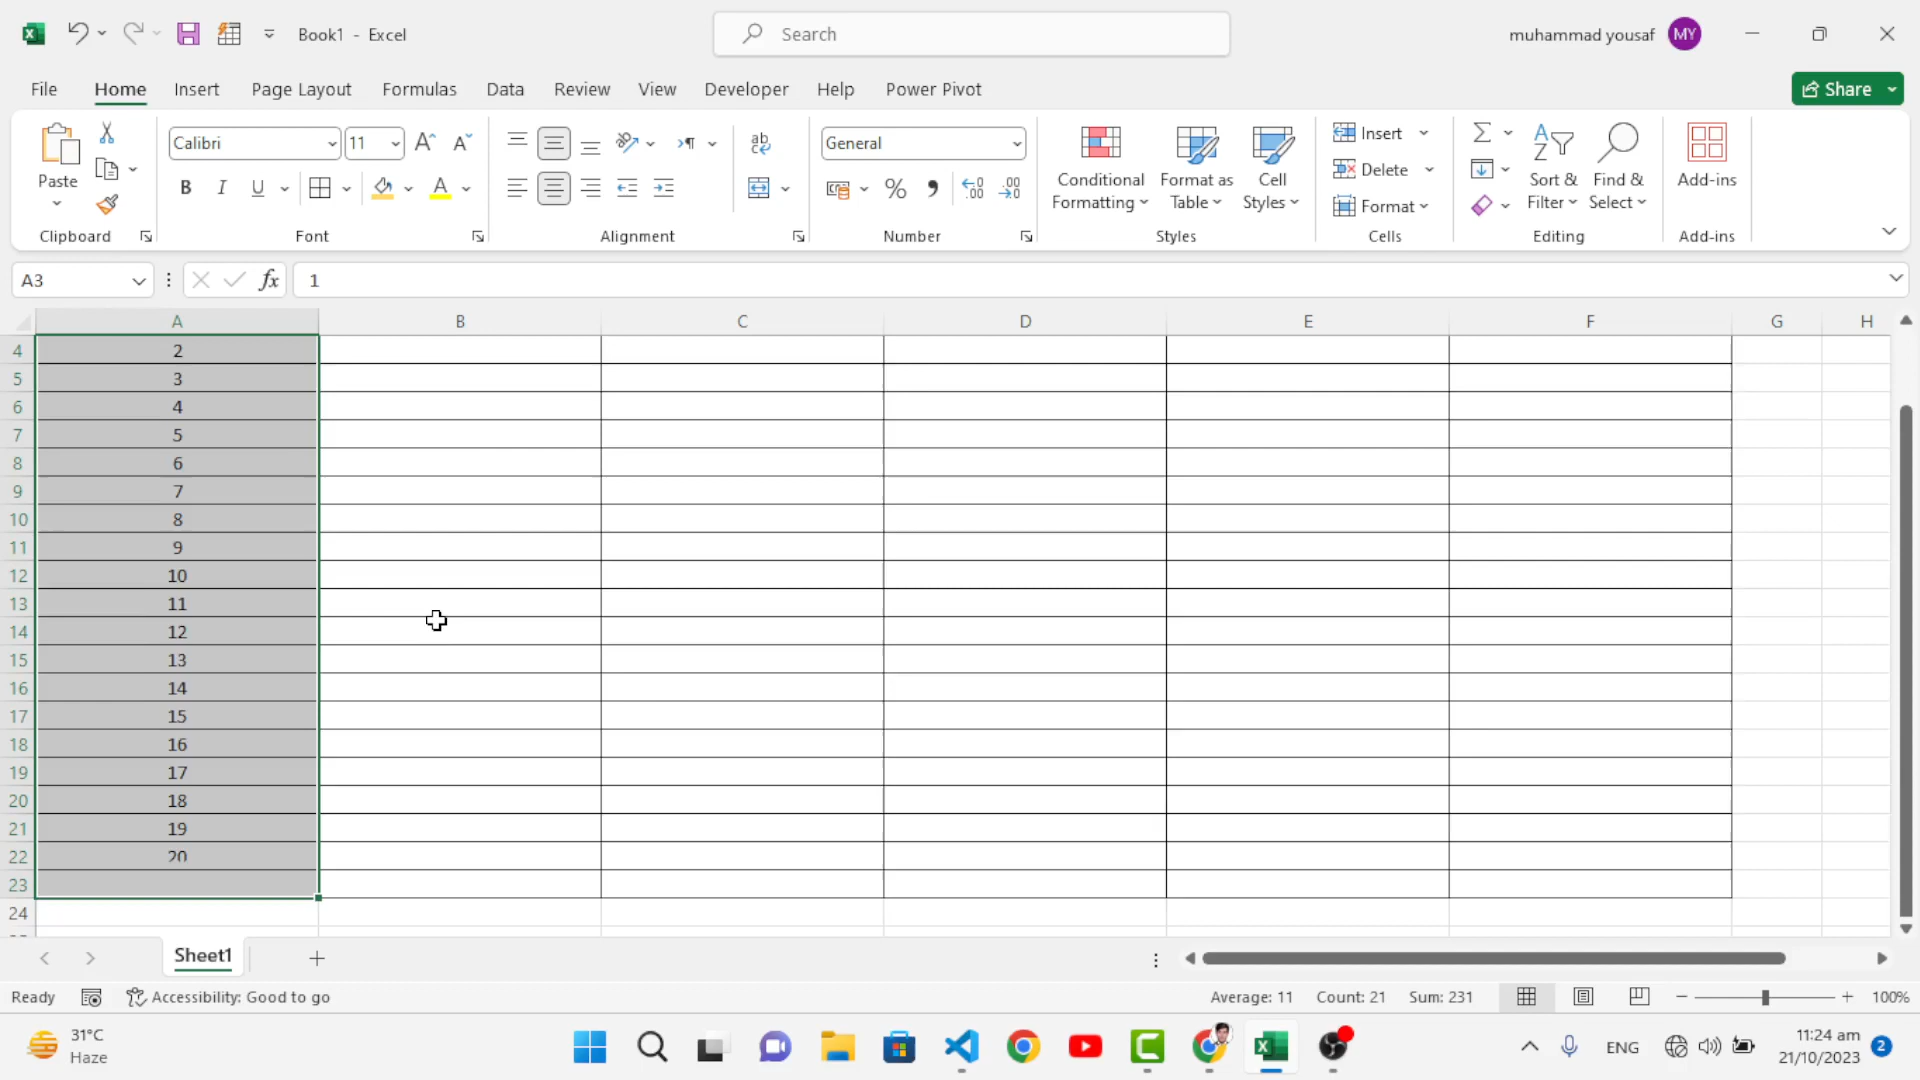 Book1 - Excel
Search
muhammad yousaf MY
File Home Insert Page Layout Formulas Data Review View Developer Help Power Pivot Share
Paste
Clipboard
Calibri 11
B I U A
Font
ab
c
Alignment
General
% 9 .00
Number
Conditional Formatting
Format as Table
Cell Styles
Styles
Insert
Delete
Format
Cells
Sort & Filter
Find & Select
Editing
Add-ins
Add-ins
A3 fx 1
A B C D E F G H
4 2
5 3
6 4
7 5
8 6
9 7
10 8
11 9
12 10
13 11
14 12
15 13
16 14
17 15
18 16
19 17
20 18
21 19
22 20
23
24
Sheet1
Ready Accessibility: Good to go Average: 11 Count: 21 Sum: 231 100%
31°C
Haze
ENG
11:24 am
21/10/2023
2